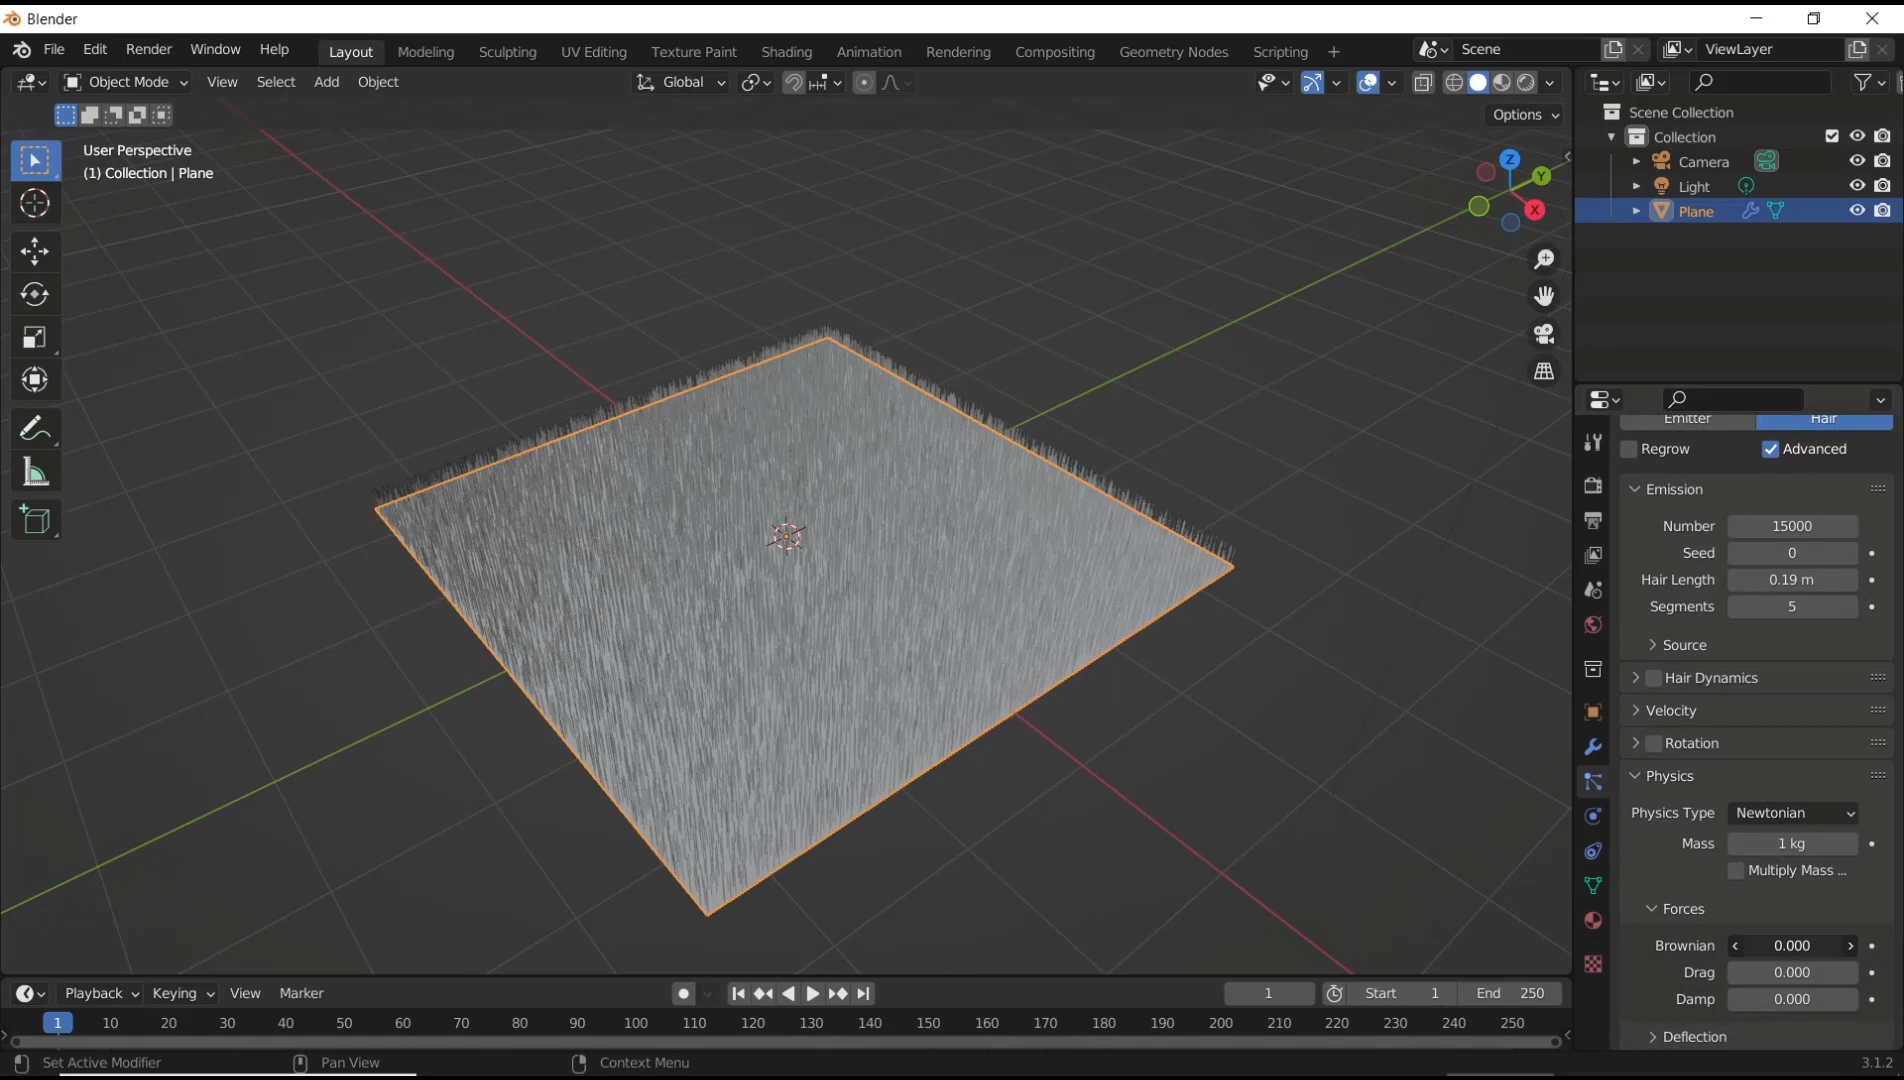 Blender
File Edit Render Window Help Layout Modeling Sculpting UV Editing Texture Paint Shading Animation Rendering Compositing Geometry Nodes Scripting + Scene ViewLayer
Object Mode View Select Add Object Global
Options
User Perspective
(1) Collection | Plane
Z
Y
X
Scene Collection
Collection
Camera
Light
Plane
Emitter Hair
Regrow Advanced
Emission
Number 15000
Seed 0
Hair Length 0.19 m
Segments 5
Source
Hair Dynamics
Velocity
Rotation
Physics
Physics Type Newtonian
Mass 1 kg
Multiply Mass ...
Forces
Brownian 0.000
Drag 0.000
Damp 0.000
Deflection
Playback Keying View Marker 1 Start 1 End 250
1 10 20 30 40 50 60 70 80 90 100 110 120 130 140 150 160 170 180 190 200 210 220 230 240 250
Set Active Modifier Pan View Context Menu 3.1.2